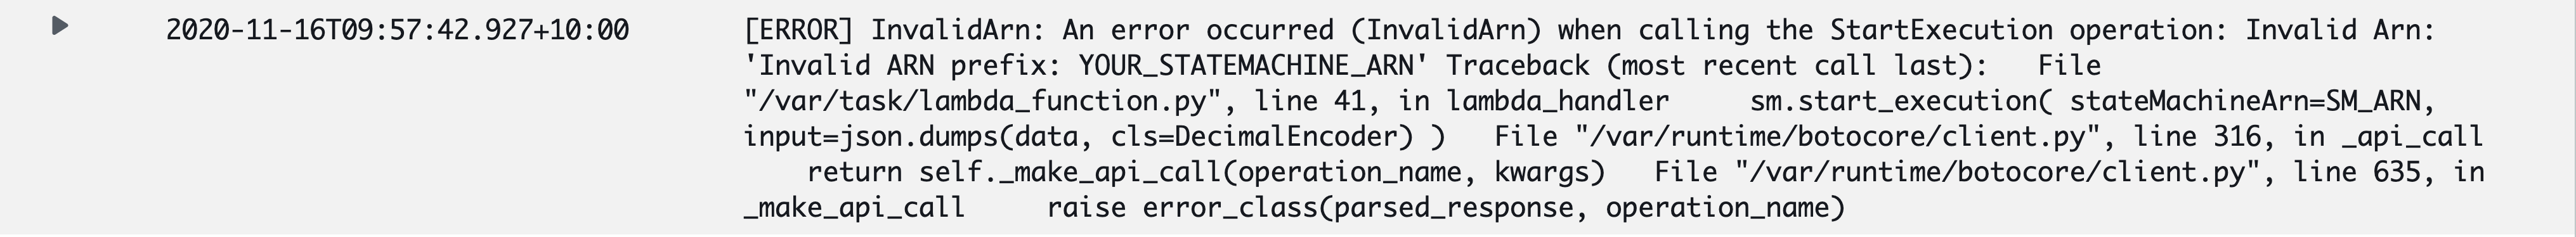 2020-11-16T09:57:42.927+10:00 [ERROR] InvalidArn: An error occurred (InvalidArn) when calling the StartExecution operation: Invalid Arn:
'Invalid ARN prefix: YOUR_STATEMACHINE_ARN' Traceback (most recent call last):   File
"/var/task/lambda_function.py", line 41, in lambda_handler     sm.start_execution( stateMachineArn=SM_ARN,
input=json.dumps(data, cls=DecimalEncoder) )   File "/var/runtime/botocore/client.py", line 316, in _api_call
    return self._make_api_call(operation_name, kwargs)   File "/var/runtime/botocore/client.py", line 635, in
_make_api_call     raise error_class(parsed_response, operation_name)